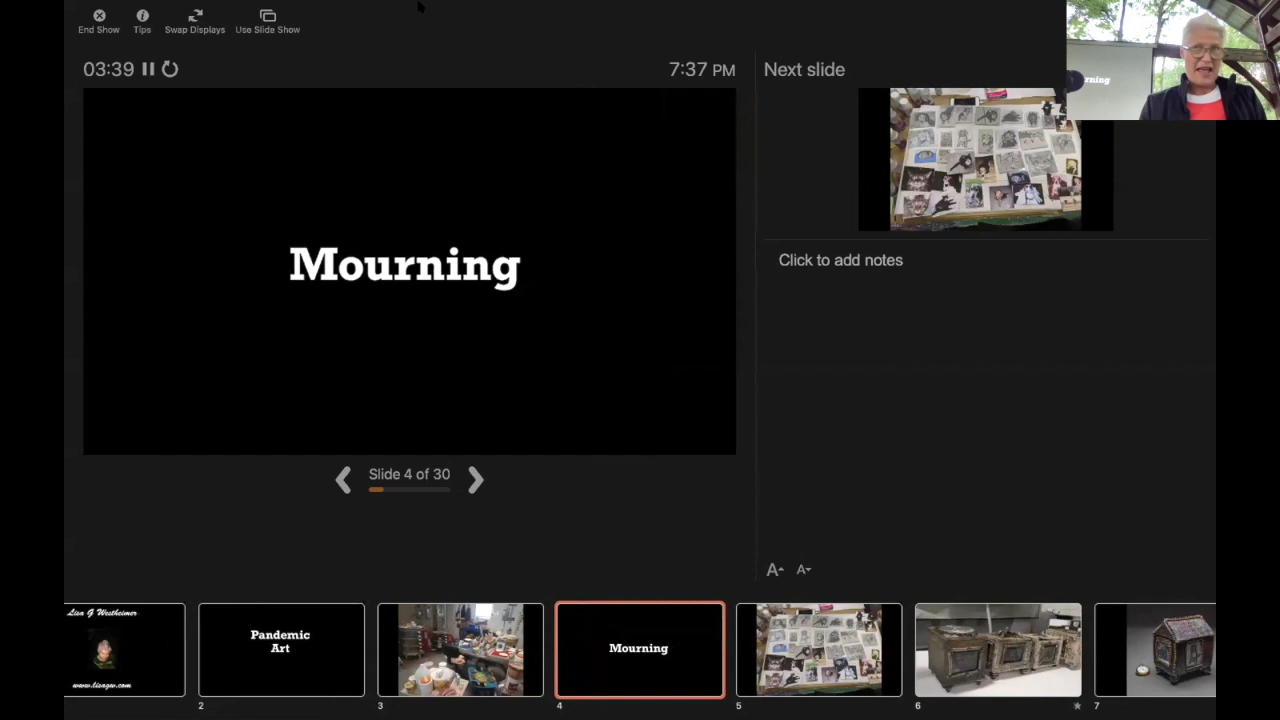 End Show
Tips
Swap Displays
Use Slide Show
03:39
7:37 PM
Next slide
Mourning
Click to add notes
Slide 4 of 30
A A
Lisa G Westheimer
www.lisagw.com
Pandemic
Art
Mourning
2
3
4
5
6
7